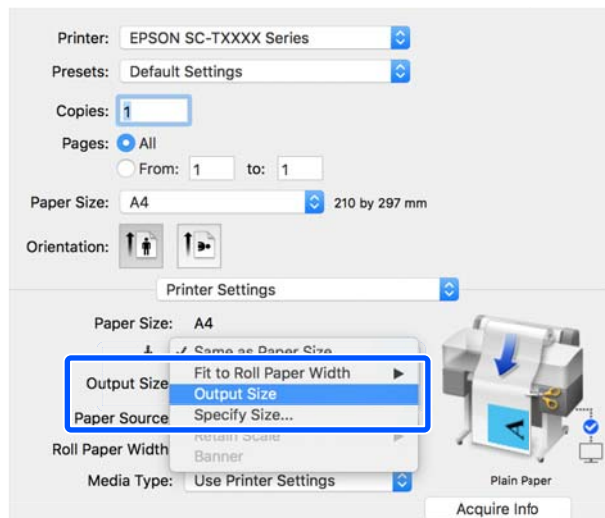 Printer: EPSON SC-TXXXX Series
Presets: Default Settings
Copies: 1
Pages: All
From: 1 to: 1
Paper Size: A4 210 by 297 mm
Orientation:
Printer Settings
Paper Size: A4
✓ Same as Paper Size
Output Size Fit to Roll Paper Width
Output Size
Paper Source Specify Size...
Retain Scale
Roll Paper Width Banner
Media Type: Use Printer Settings
A
Plain Paper
Acquire Info